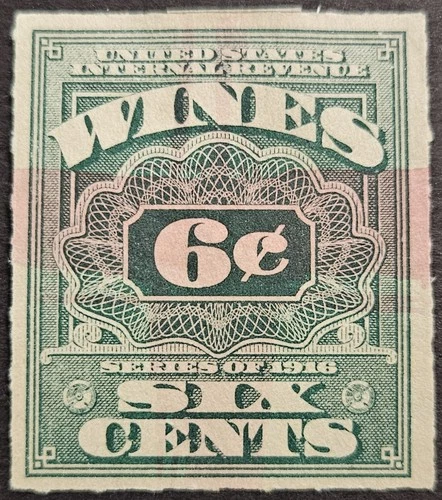 UNITED STATES
INTERNAL REVENUE
WINES
6¢
SERIES OF 1916
SIX
CENTS